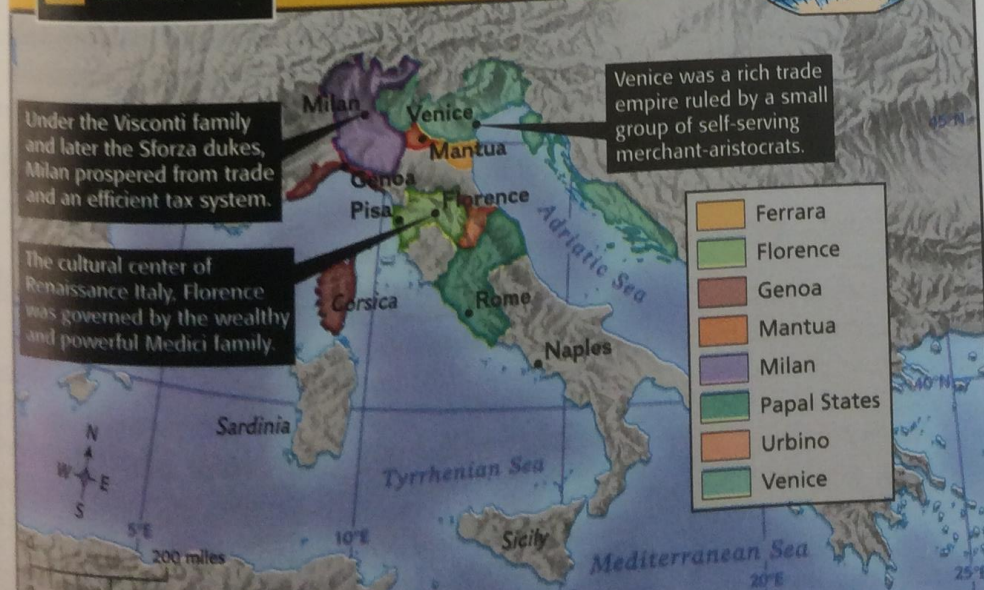 Under the Visconti family
and later the Sforza dukes,
Milan prospered from trade
and an efficient tax system.
The cultural center of
Renaissance Italy, Florence
was governed by the wealthy
and powerful Medici family.
Venice was a rich trade
empire ruled by a small
group of self-serving
merchant-aristocrats.
Milan
Venice
Mantua
Genoa
Pisa
Florence
Corsica
Rome
Naples
Sardinia
Sicily
Adriatic Sea
Tyrrhenian Sea
Mediterranean Sea
Ferrara
Florence
Genoa
Mantua
Milan
Papal States
Urbino
Venice
N
W E
S
200 miles
5°E
10°E
20°E
25°E
45°N
40°N